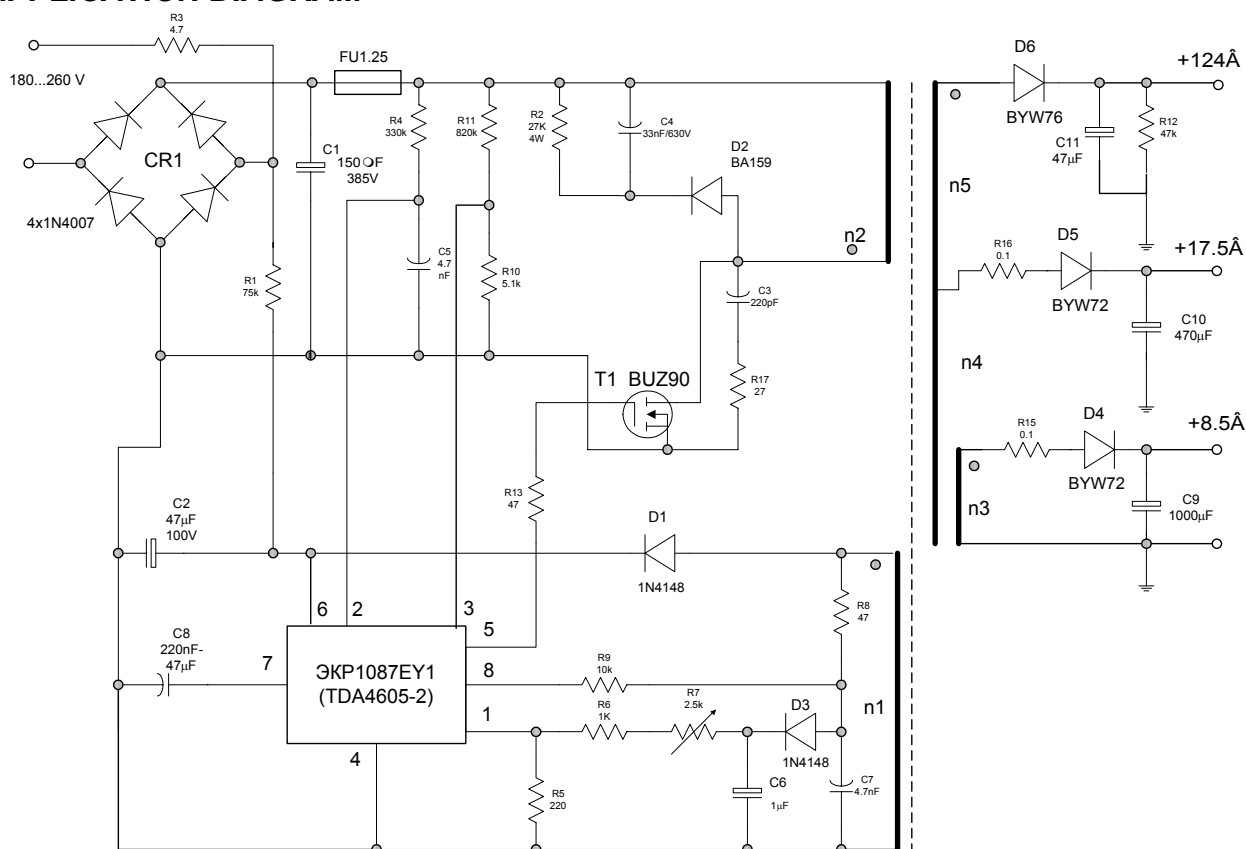 R3
4.7
180...260 V
FU1.25
CR1
4x1N4007
C1
150 F
385V
R4
330k
R11
820k
R2
27K
4W
C4
33nF/630V
D2
BA159
n2
R1
75k
C5
4.7
nF
R10
5.1k
C3
220pF
T1 BUZ90
R17
27
R13
47
C2
47µF
100V
D1
1N4148
6 2 3
5
8
1
7
4
C8
220nF-
47µF
ЭКР1087ЕУ1
(TDA4605-2)
R9
10k
R6
1K
R7
2.5k
D3
1N4148
R8
47
n1
R5
220
C6
1µF
C7
4.7nF
D6
BYW76
+124Â
C11
47µF
R12
47k
n5
R16
0.1
D5
BYW72
+17.5Â
C10
470µF
n4
R15
0.1
D4
BYW72
+8.5Â
n3
C9
1000µF